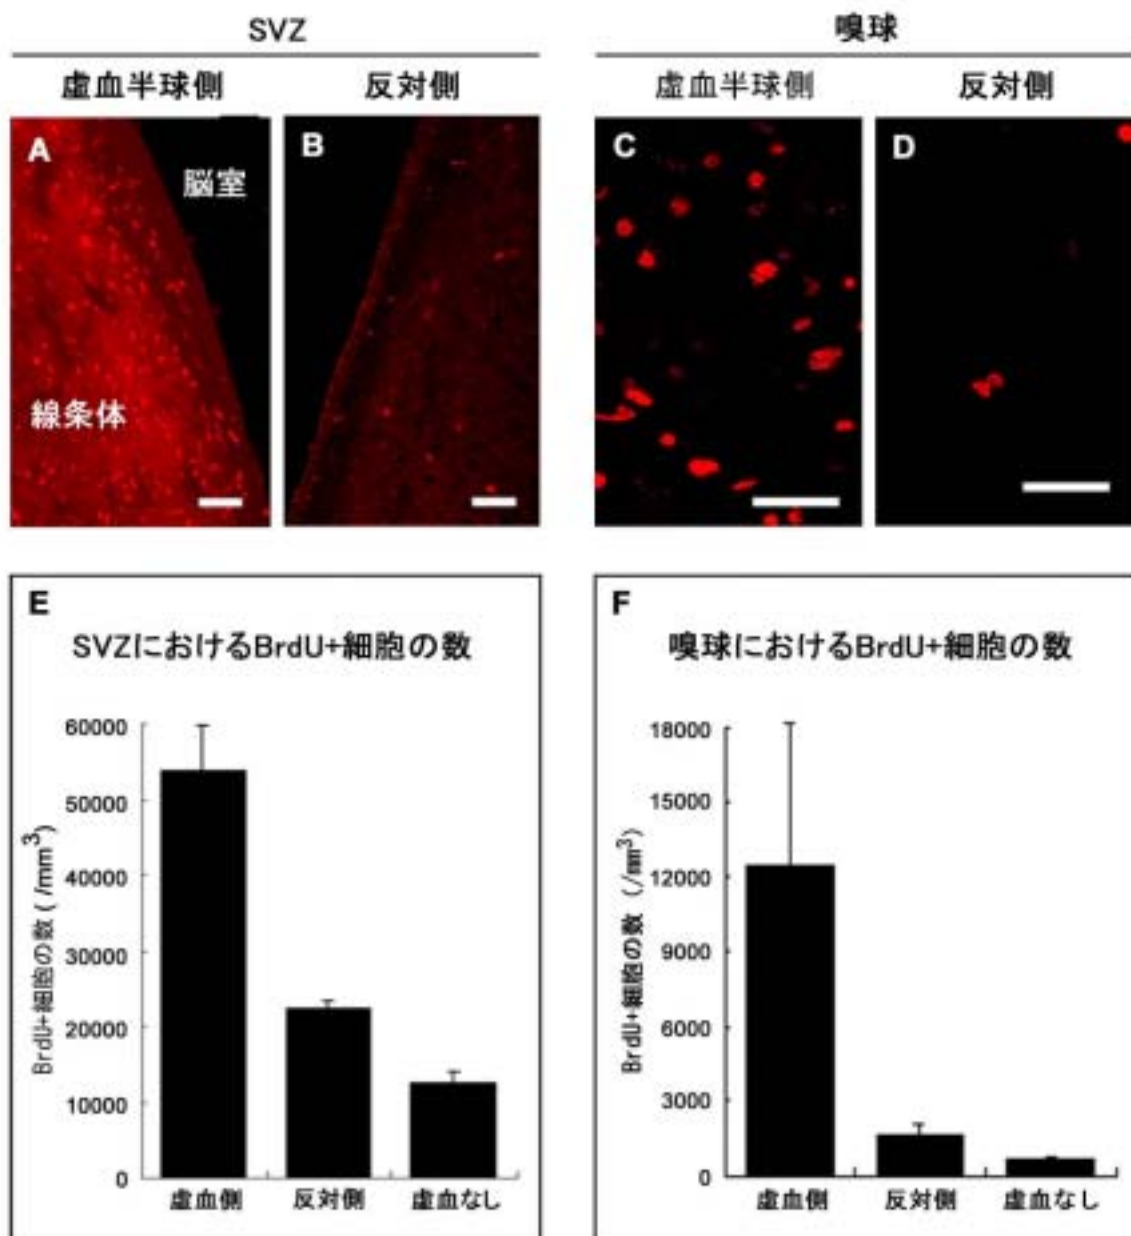 SVZ
嗅球
虚血半球側
反対側
虚血半球側
反対側
A
脳室
線条体
B
C
D
E
SVZにおけるBrdU+細胞の数
BrdU+細胞の数(/mm³)
60000
50000
40000
30000
20000
10000
0
虚血側
反対側
虚血なし
F
嗅球におけるBrdU+細胞の数
BrdU+細胞の数 (/mm³)
18000
15000
12000
9000
6000
3000
0
虚血側
反対側
虚血なし